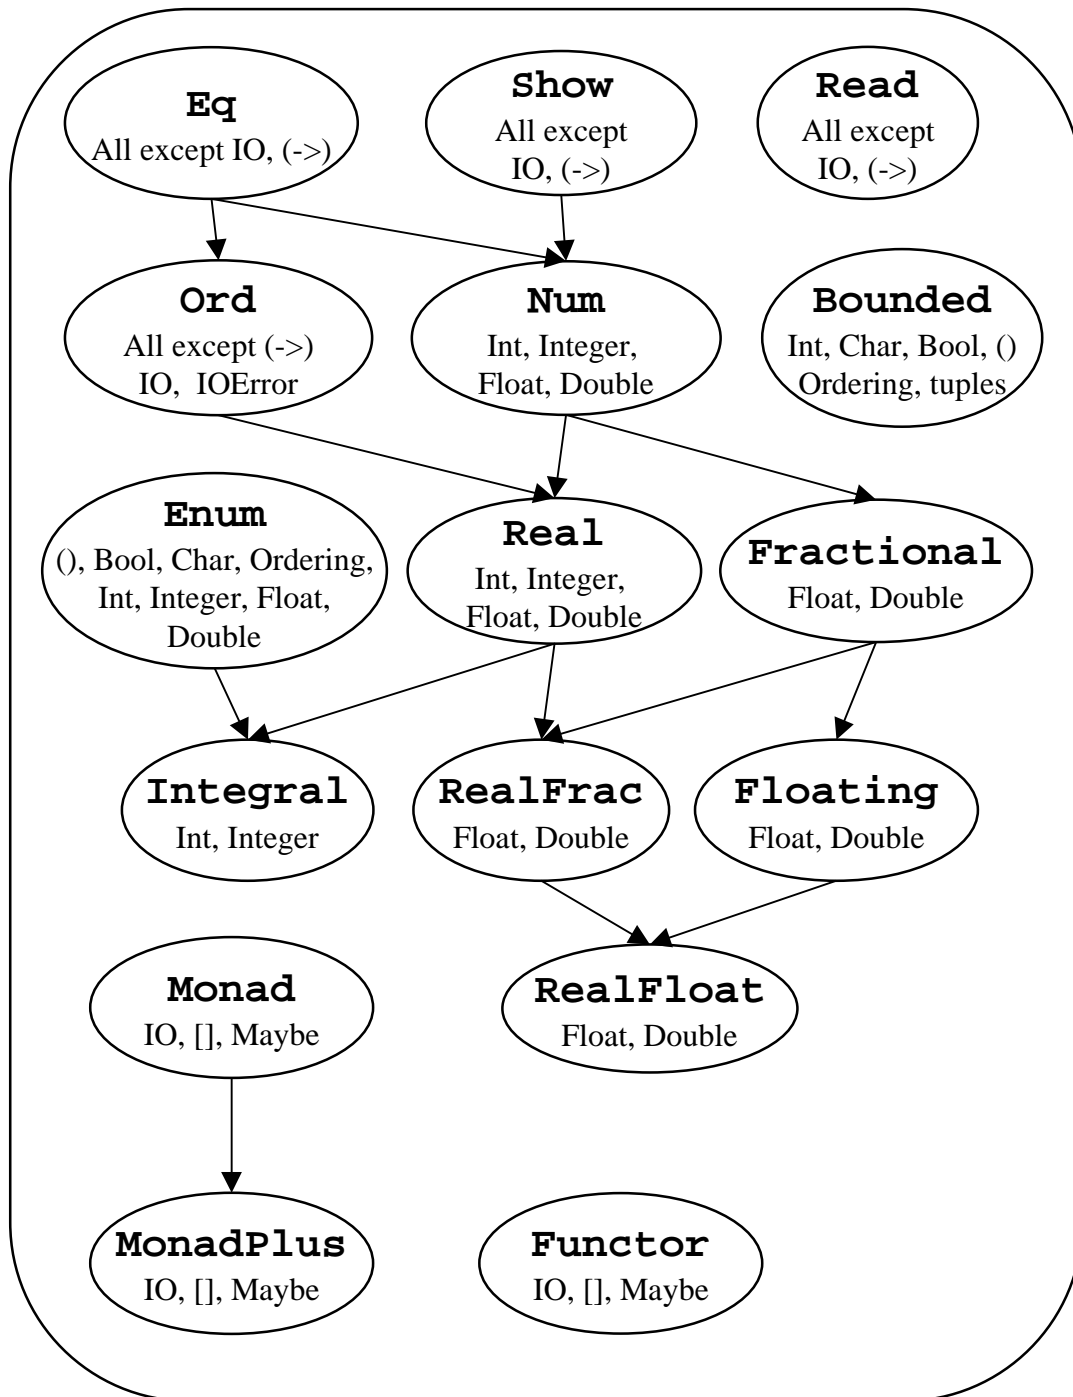 Eq
All except IO, (->)
Show
All except
IO, (->)
Read
All except
IO, (->)
Ord
All except (->)
IO, IOError
Num
Int, Integer,
Float, Double
Bounded
Int, Char, Bool, ()
Ordering, tuples
Enum
(), Bool, Char, Ordering,
Int, Integer, Float,
Double
Real
Int, Integer,
Float, Double
Fractional
Float, Double
Integral
Int, Integer
RealFrac
Float, Double
Floating
Float, Double
Monad
IO, [], Maybe
RealFloat
Float, Double
MonadPlus
IO, [], Maybe
Functor
IO, [], Maybe